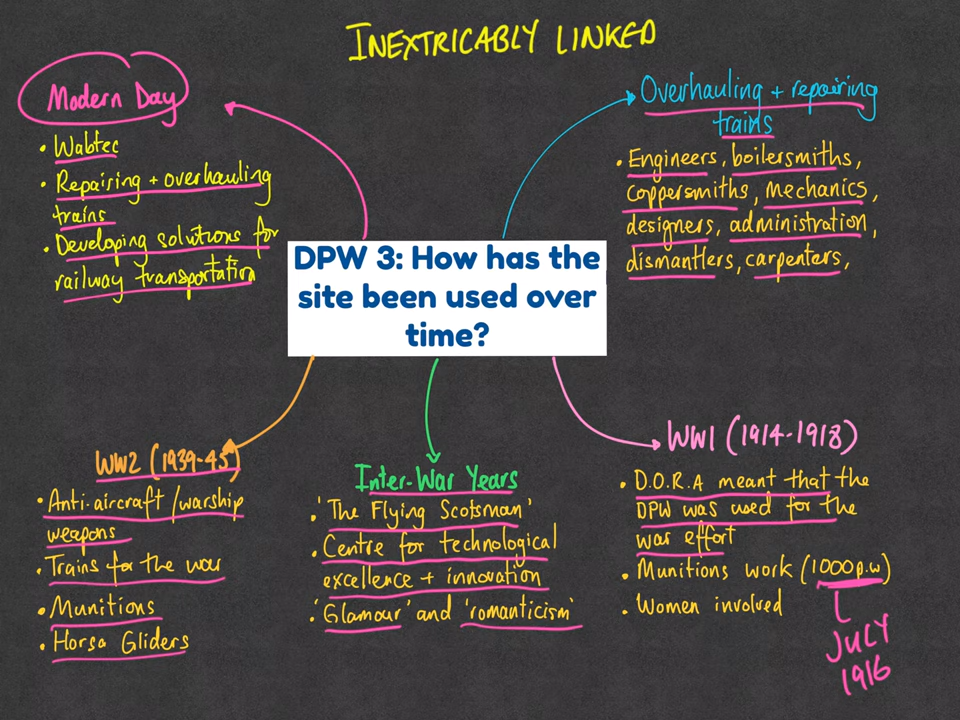 INEXTRICABLY LINKED
Modern Day
• Wabtec
• Repairing + overhauling
trains
• Developing solutions for
railway transportation
Overhauling + repairing
trains
• Engineers, boilersmiths,
coppersmiths, mechanics,
designers, administration,
dismantlers, carpenters,
DPW 3: How has the
site been used over
time?
WW2 (1939-45)
• Anti-aircraft/warship
weapons
• Trains for the war
• Munitions
• Horsa Gliders
Inter-War Years
• 'The Flying Scotsman'
• Centre for technological
excellence + innovation
• 'Glamour' and 'romanticism'
WW1 (1914-1918)
• D.O.R.A meant that the
DPW was used for the
war effort
• Munitions work (1000p.w)
• Women involved
JULY
1916